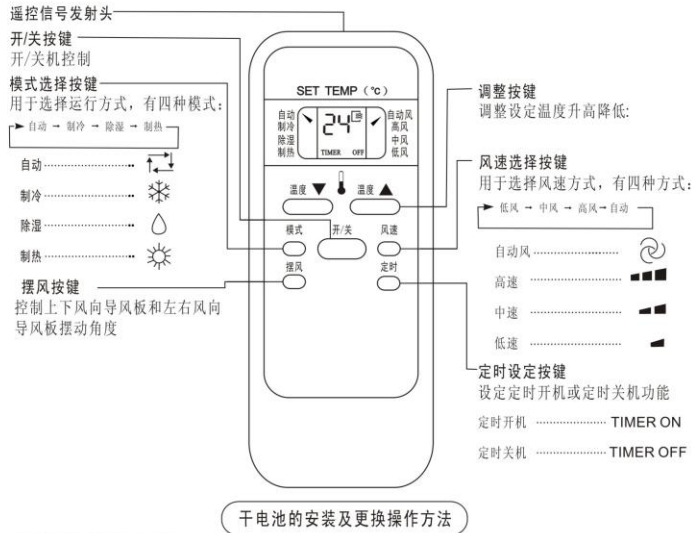 遥控信号发射头
开/关按键
开/关机控制
模式选择按键
用于选择运行方式，有四种模式：
自动 → 制冷 → 除湿 → 制热
自动
制冷
除湿
制热
摆风按键
控制上下风向导风板和左右风向
导风板摆动角度
SET TEMP（℃）
自动
制冷
除湿
制热
24
TIMER OFF
自动风
高风
中风
低风
温度 ▼
温度 ▲
模式
开/关
风速
摆风
定时
调整按键
调整设定温度升高降低:
风速选择按键
用于选择风速方式，有四种方式：
低风 → 中风 → 高风 → 自动
自动风
高速
中速
低速
定时设定按键
设定定时开机或定时关机功能
定时开机 TIMER ON
定时关机 TIMER OFF
干电池的安装及更换操作方法